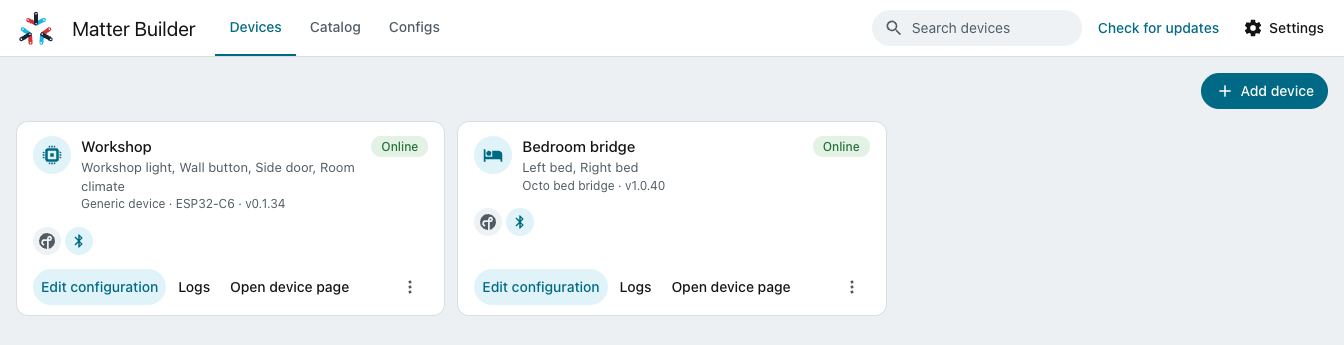 Matter Builder
Devices
Catalog
Configs
Search devices
Check for updates
Settings
Add device
Workshop
Online
Workshop light, Wall button, Side door, Room
climate
Generic device · ESP32-C6 · v0.1.34
Edit configuration
Logs
Open device page
Bedroom bridge
Online
Left bed, Right bed
Octo bed bridge · v1.0.40
Edit configuration
Logs
Open device page